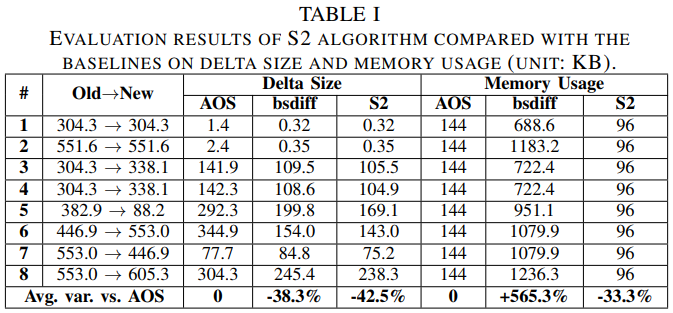 TABLE I
EVALUATION RESULTS OF S2 ALGORITHM COMPARED WITH THE
BASELINES ON DELTA SIZE AND MEMORY USAGE (UNIT: KB).
# Old→New Delta Size Memory Usage
AOS bsdiff S2 AOS bsdiff S2
1 304.3 → 304.3 1.4 0.32 0.32 144 688.6 96
2 551.6 → 551.6 2.4 0.35 0.35 144 1183.2 96
3 304.3 → 338.1 141.9 109.5 105.5 144 722.4 96
4 304.3 → 338.1 142.3 108.6 104.9 144 722.4 96
5 382.9 → 88.2 292.3 199.8 169.1 144 951.1 96
6 446.9 → 553.0 344.9 154.0 143.0 144 1079.9 96
7 553.0 → 446.9 77.7 84.8 75.2 144 1079.9 96
8 553.0 → 605.3 304.3 245.4 238.3 144 1236.3 96
Avg. var. vs. AOS 0 -38.3% -42.5% 0 +565.3% -33.3%